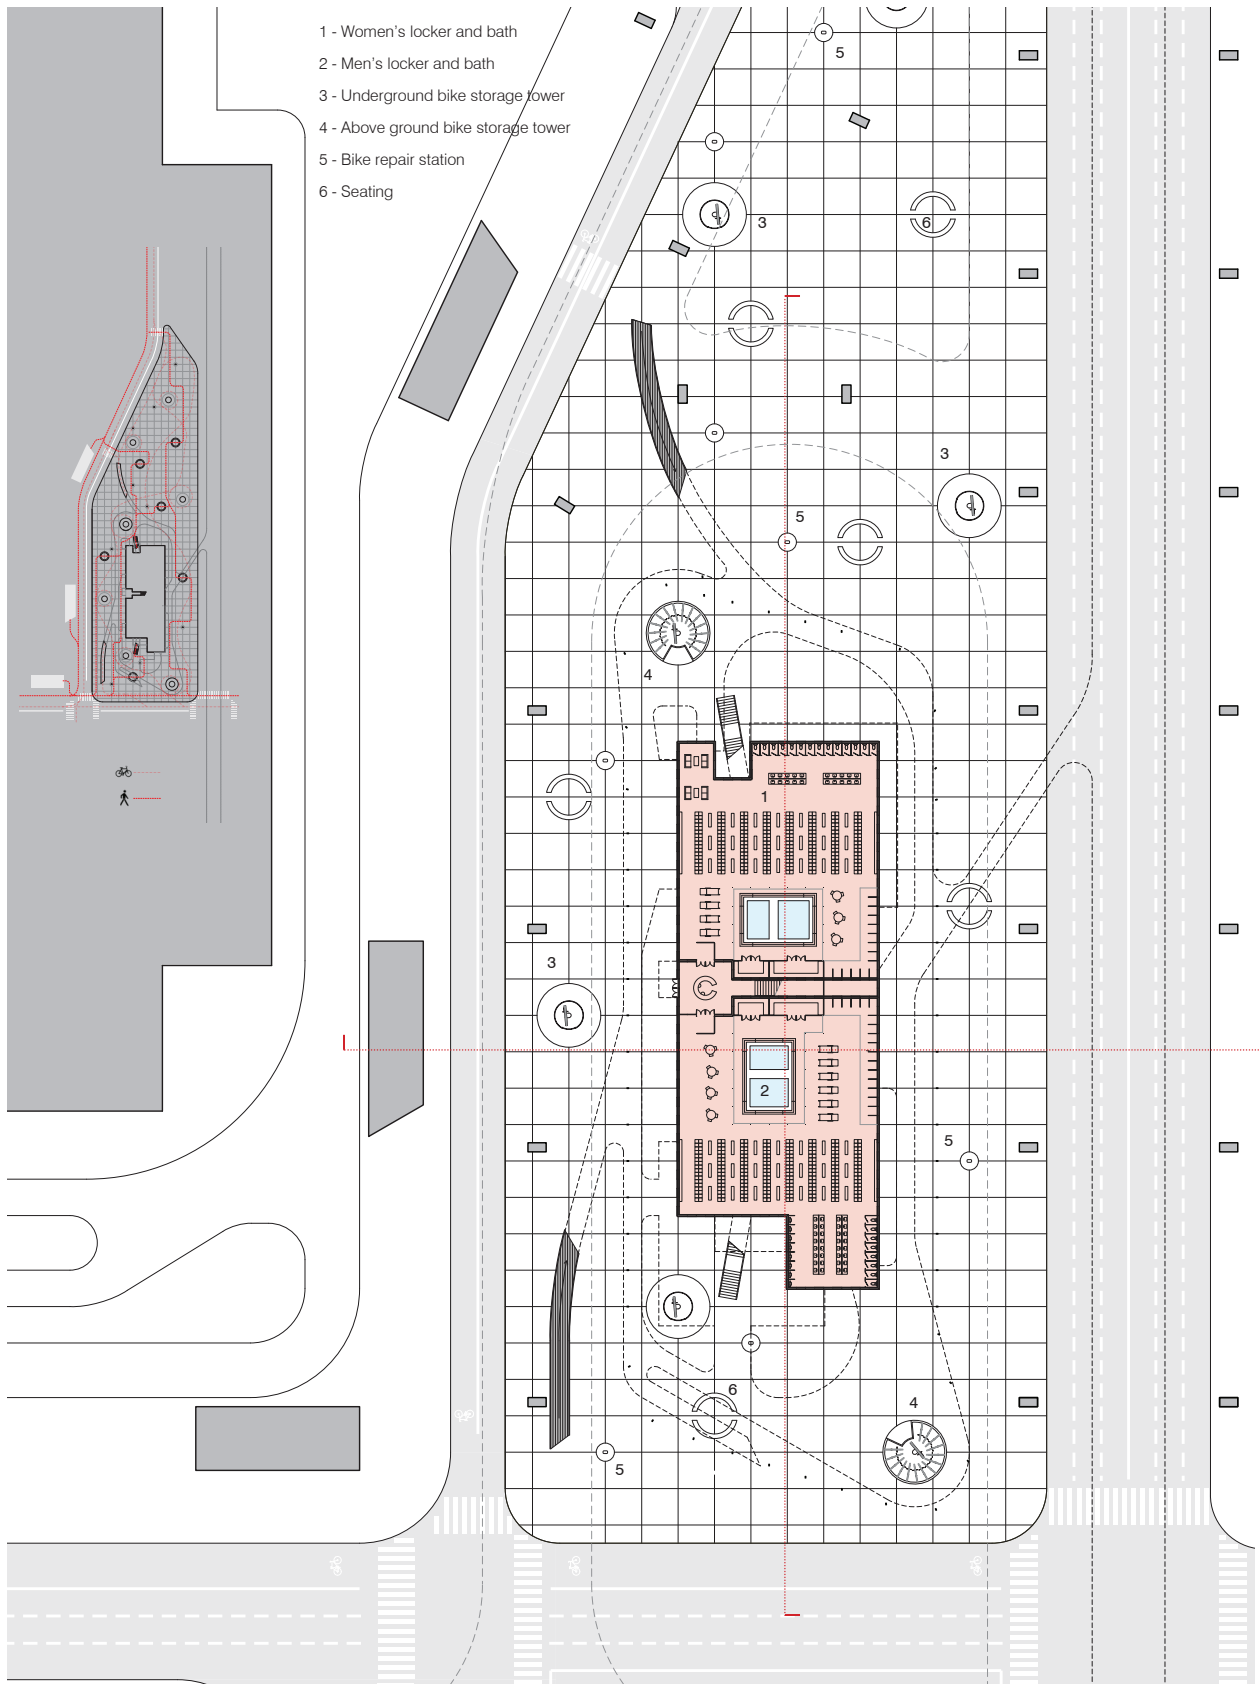 1 - Women's locker and bath
2 - Men's locker and bath
3 - Underground bike storage tower
4 - Above ground bike storage tower
5 - Bike repair station
6 - Seating
5
3
6
3
5
4
1
3
2
5
6
4
5